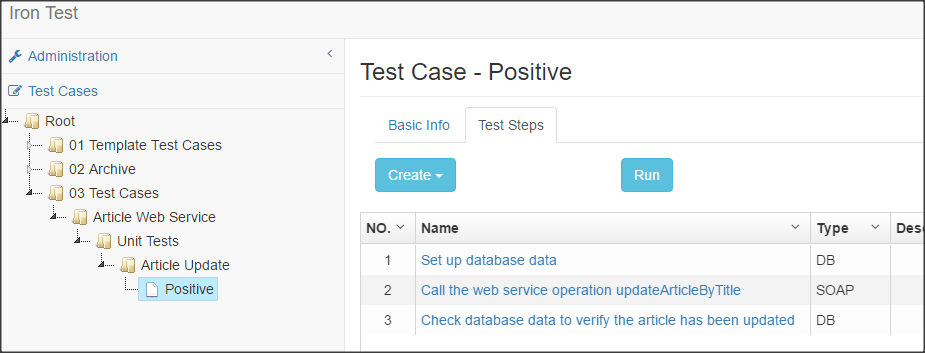 Iron Test
Administration
Test Cases
Root
01 Template Test Cases
02 Archive
03 Test Cases
Article Web Service
Unit Tests
Article Update
Positive
Test Case - Positive
Basic Info Test Steps
Create Run
NO. Name Type Desc
1 Set up database data DB
2 Call the web service operation updateArticleByTitle SOAP
3 Check database data to verify the article has been updated DB